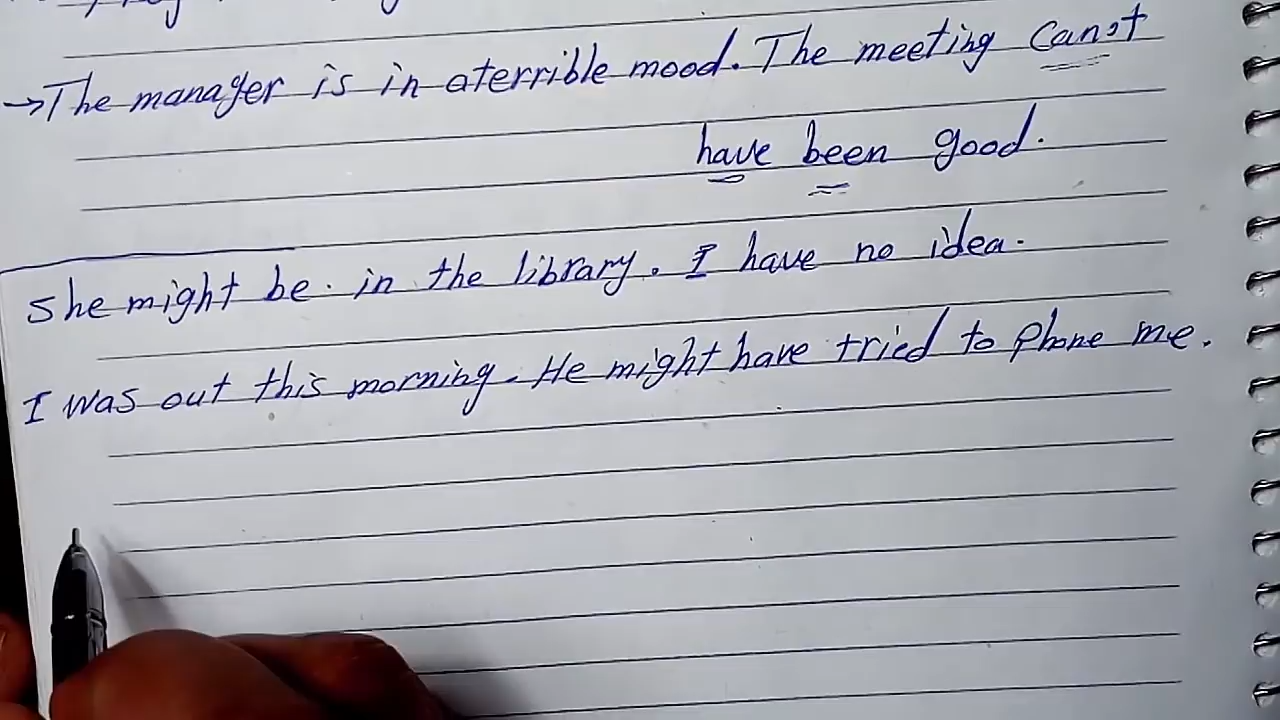 →The manager is in aterrible mood. The meeting canot
have been good.
She might be. in the library. I have no idea.
I was out this morning. He might have tried to phone me.